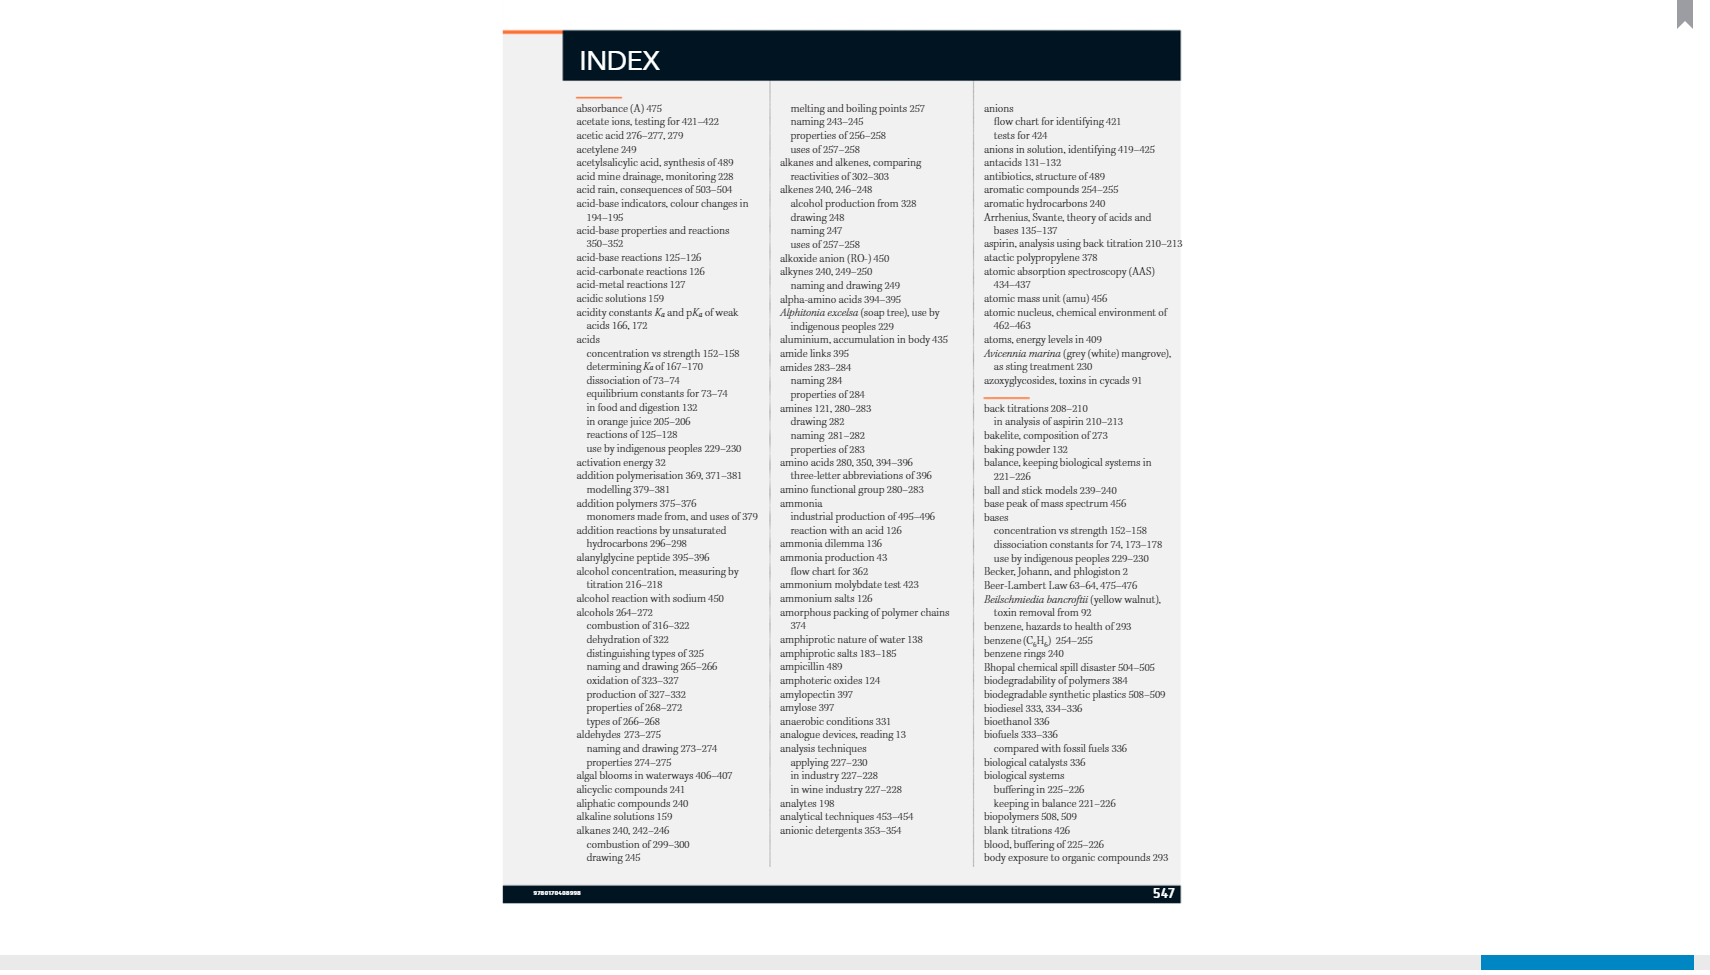 INDEX
absorbance (A) 475
acetate ions, testing for 421–422
acetic acid 276–277, 279
acetylene 249
acetylsalicylic acid, synthesis of 489
acid mine drainage, monitoring 228
acid rain, consequences of 503–504
acid-base indicators, colour changes in
194–195
acid-base properties and reactions
350–352
acid-base reactions 125–126
acid-carbonate reactions 126
acid-metal reactions 127
acidic solutions 159
acidity constants Ka and pKa of weak
acids 166, 172
acids
concentration vs strength 152–158
determining Ka of 167–170
dissociation of 73–74
equilibrium constants for 73–74
in food and digestion 132
in orange juice 205–206
reactions of 125–128
use by indigenous peoples 229–230
activation energy 32
addition polymerisation 369, 371–381
modelling 379–381
addition polymers 375–376
monomers made from, and uses of 379
addition reactions by unsaturated
hydrocarbons 296–298
alanylglycine peptide 395–396
alcohol concentration, measuring by
titration 216–218
alcohol reaction with sodium 450
alcohols 264–272
combustion of 316–322
dehydration of 322
distinguishing types of 325
naming and drawing 265–266
oxidation of 323–327
production of 327–332
properties of 268–272
types of 266–268
aldehydes 273–275
naming and drawing 273–274
properties 274–275
algal blooms in waterways 406–407
alicyclic compounds 241
aliphatic compounds 240
alkaline solutions 159
alkanes 240, 242–246
combustion of 299–300
drawing 245
melting and boiling points 257
naming 243–245
properties of 256–258
uses of 257–258
alkanes and alkenes, comparing
reactivities of 302–303
alkenes 240, 246–248
alcohol production from 328
drawing 248
naming 247
uses of 257–258
alkoxide anion (RO-) 450
alkynes 240, 249–250
naming and drawing 249
alpha-amino acids 394–395
Alphitonia excelsa (soap tree), use by
indigenous peoples 229
aluminium, accumulation in body 435
amide links 395
amides 283–284
naming 284
properties of 284
amines 121, 280–283
drawing 282
naming 281–282
properties of 283
amino acids 280, 350, 394–396
three-letter abbreviations of 396
amino functional group 280–283
ammonia
industrial production of 495–496
reaction with an acid 126
ammonia dilemma 136
ammonia production 43
flow chart for 362
ammonium molybdate test 423
ammonium salts 126
amorphous packing of polymer chains
374
amphiprotic nature of water 138
amphiprotic salts 183–185
ampicillin 489
amphoteric oxides 124
amylopectin 397
amylose 397
anaerobic conditions 331
analogue devices, reading 13
analysis techniques
applying 227–230
in industry 227–228
in wine industry 227–228
analytes 198
analytical techniques 453–454
anionic detergents 353–354
anions
flow chart for identifying 421
tests for 424
anions in solution, identifying 419–425
antacids 131–132
antibiotics, structure of 489
aromatic compounds 254–255
aromatic hydrocarbons 240
Arrhenius, Svante, theory of acids and
bases 135–137
aspirin, analysis using back titration 210–213
atactic polypropylene 378
atomic absorption spectroscopy (AAS)
434–437
atomic mass unit (amu) 456
atomic nucleus, chemical environment of
462–463
atoms, energy levels in 409
Avicennia marina (grey (white) mangrove),
as sting treatment 230
azoxyglycosides, toxins in cycads 91
back titrations 208–210
in analysis of aspirin 210–213
bakelite, composition of 273
baking powder 132
balance, keeping biological systems in
221–226
ball and stick models 239–240
base peak of mass spectrum 456
bases
concentration vs strength 152–158
dissociation constants for 74, 173–178
use by indigenous peoples 229–230
Becker, Johann, and phlogiston 2
Beer-Lambert Law 63–64, 475–476
Beilschmiedia bancroftii (yellow walnut),
toxin removal from 92
benzene, hazards to health of 293
benzene (C₆H₆) 254–255
benzene rings 240
Bhopal chemical spill disaster 504–505
biodegradability of polymers 384
biodegradable synthetic plastics 508–509
biodiesel 333, 334–336
bioethanol 336
biofuels 333–336
compared with fossil fuels 336
biological catalysts 336
biological systems
buffering in 225–226
keeping in balance 221–226
biopolymers 508, 509
blank titrations 426
blood, buffering of 225–226
body exposure to organic compounds 293
9780170408998
547